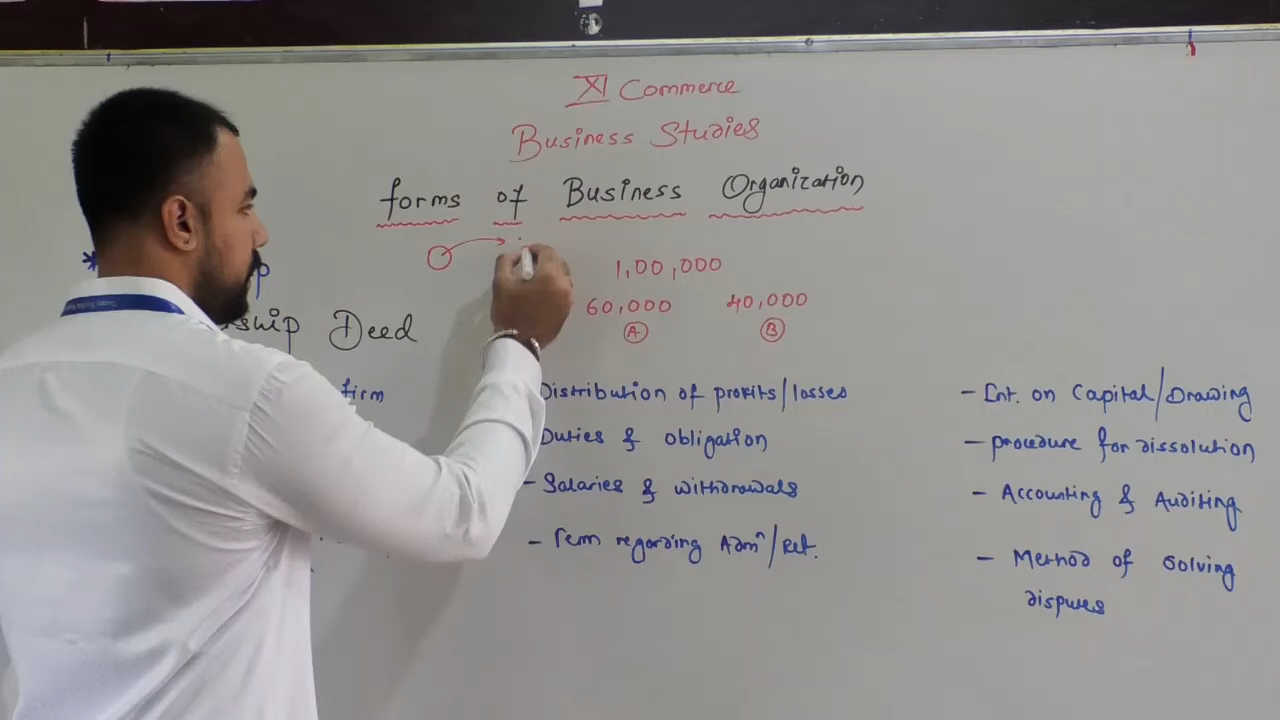 XI Commerce
Business Studies
forms of Business Organization
*
p
1,00,000
60,000 40,000
A B
ship Deed
firm
Distribution of profits/losses
Duties & obligation
- Salaries & withdrawals
- Term regarding Admⁿ/Ret.
- Int. on Capital/Drawing
- procedure for dissolution
- Accounting & Auditing
- Method of solving
disputes